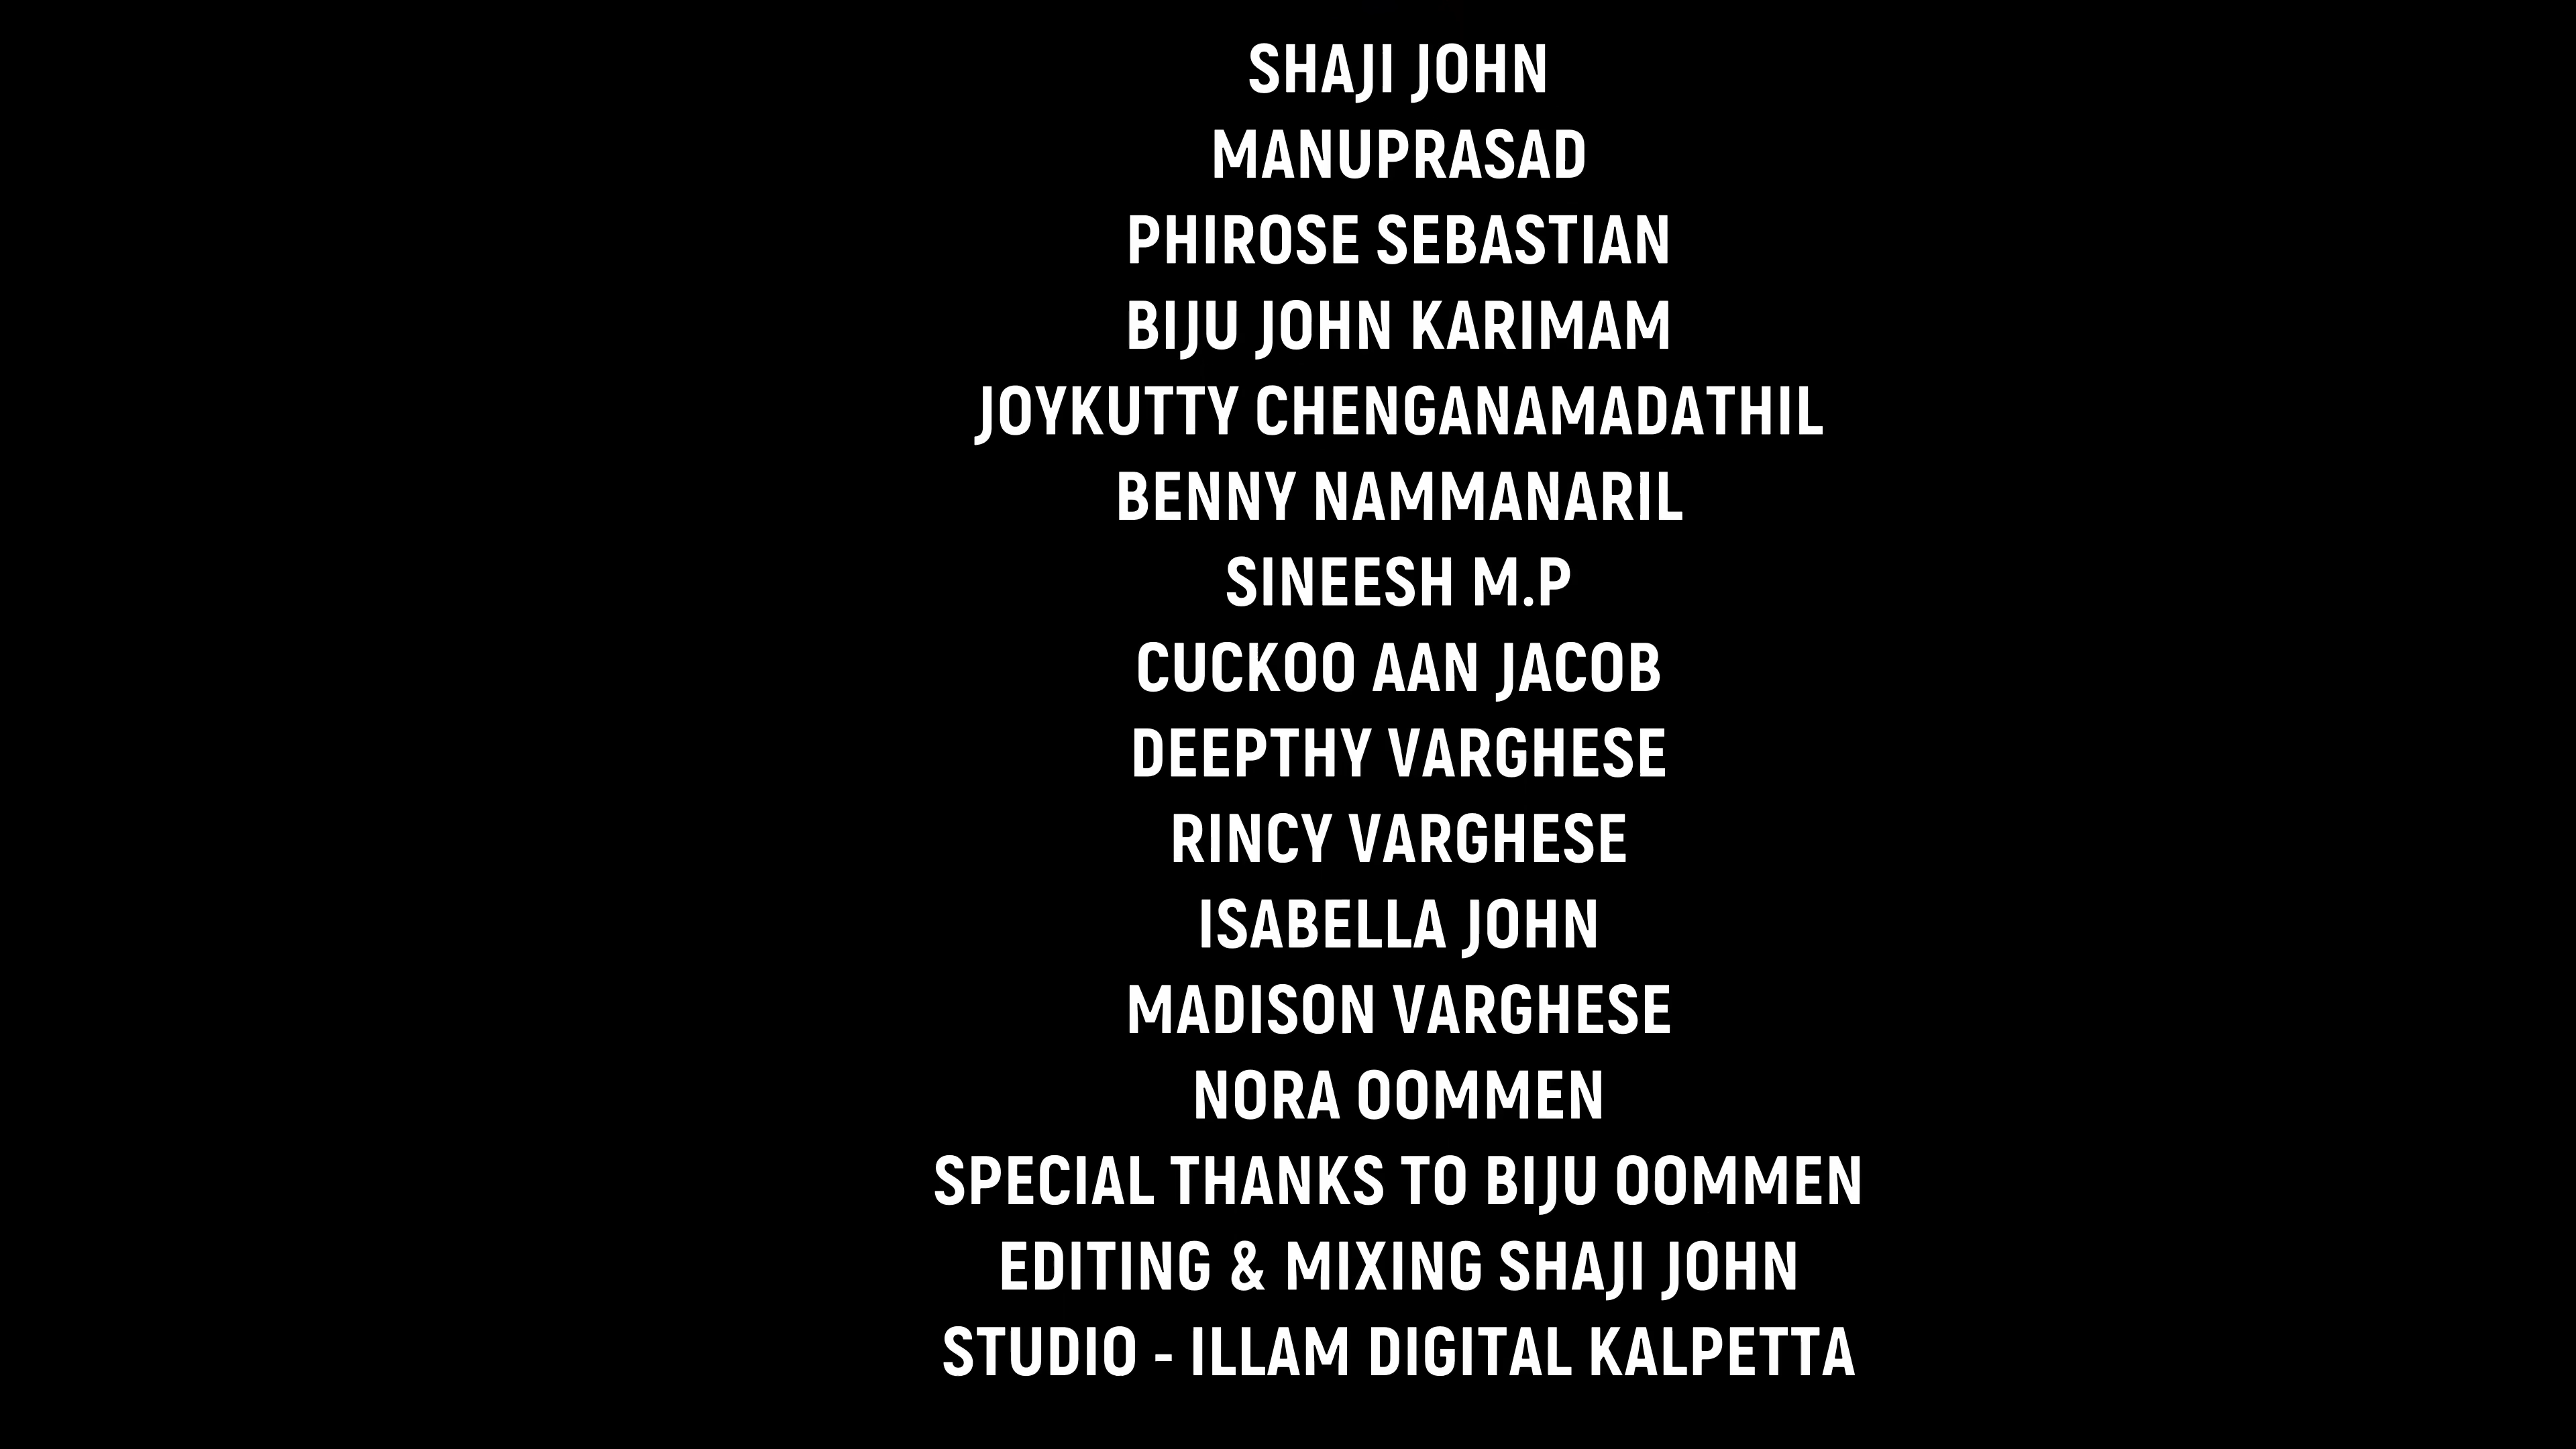 SHAJI JOHN
MANUPRASAD
PHIROSE SEBASTIAN
BIJU JOHN KARIMAM
JOYKUTTY CHENGANAMADATHIL
BENNY NAMMANARIL
SINEESH M.P
CUCKOO AAN JACOB
DEEPTHY VARGHESE
RINCY VARGHESE
ISABELLA JOHN
MADISON VARGHESE
NORA OOMMEN
SPECIAL THANKS TO BIJU OOMMEN
EDITING & MIXING SHAJI JOHN
STUDIO - ILLAM DIGITAL KALPETTA